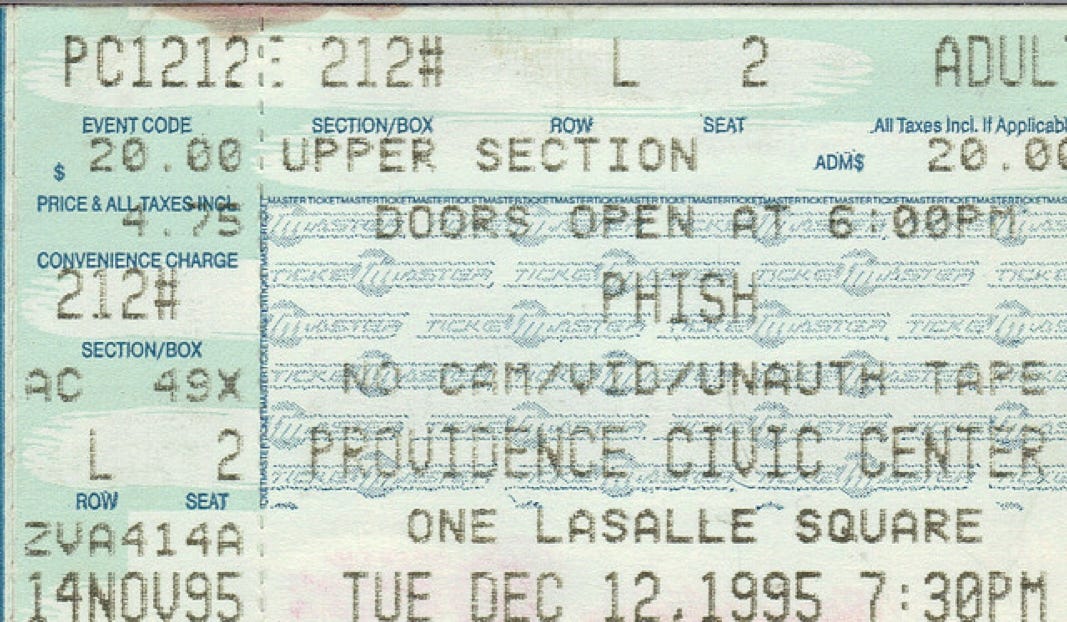 PC1212E 212# L 2 ADULT
EVENT CODE SECTION/BOX ROW SEAT All Taxes Incl. If Applicabl
$ 20.00 UPPER SECTION ADM$ 20.00
PRICE & ALL TAXES INCL.
4.75 DOORS OPEN AT 6:00PM
CONVENIENCE CHARGE
212# PHISH
SECTION/BOX
AC 49X NO CAM/VID/UNAUTH TAPE
L 2 PROVIDENCE CIVIC CENTER
ROW SEAT
ZVA414A ONE LASALLE SQUARE
14NOV95 TUE DEC 12,1995 7:30PM